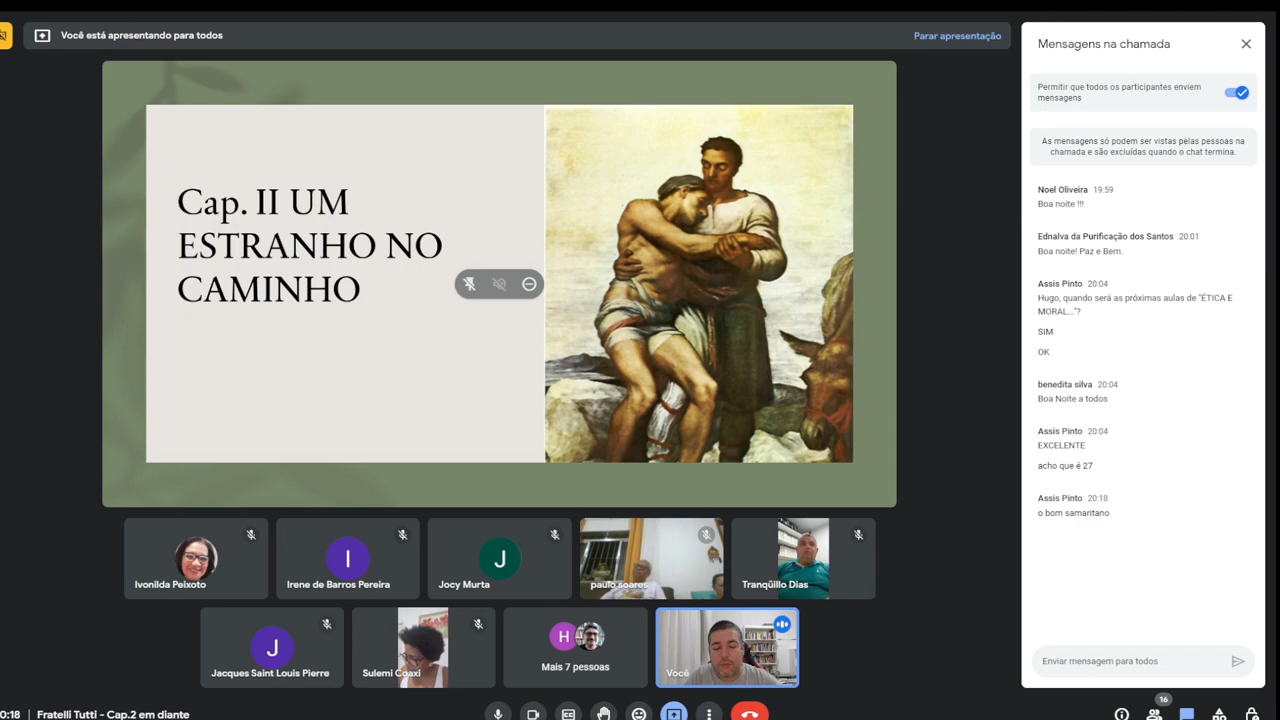 Você está apresentando para todos
Parar apresentação
Cap. II UM
ESTRANHO NO
CAMINHO
Ivonilda Peixoto
Irene de Barros Pereira
Jocy Murta
paulo soares
Tranqüillo Dias
Jacques Saint Louis Pierre
Sulemi Coaxi
H
Mais 7 pessoas
Você
I
J
J
0:18 | Fratelli Tutti - Cap.2 em diante
16
Mensagens na chamada
Permitir que todos os participantes enviem
mensagens
As mensagens só podem ser vistas pelas pessoas na
chamada e são excluídas quando o chat termina.
Noel Oliveira 19:59
Boa noite !!!
Ednalva da Purificação dos Santos 20:01
Boa noite! Paz e Bem.
Assis Pinto 20:04
Hugo, quando será as próximas aulas de "ÉTICA E
MORAL..."?
SIM
OK
benedita silva 20:04
Boa Noite a todos
Assis Pinto 20:04
EXCELENTE
acho que é 27
Assis Pinto 20:18
o bom samaritano
Enviar mensagem para todos